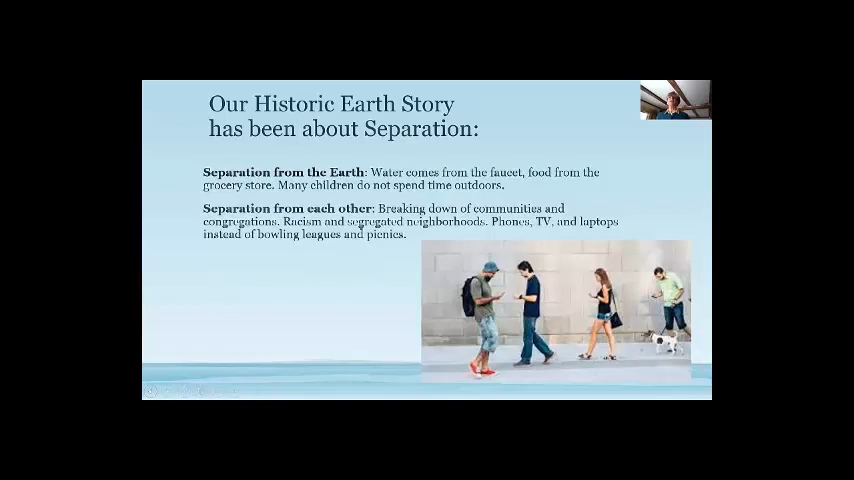 Our Historic Earth Story
has been about Separation:
Separation from the Earth: Water comes from the faucet, food from the
grocery store. Many children do not spend time outdoors.
Separation from each other: Breaking down of communities and
congregations. Racism and segregated neighborhoods. Phones, TV, and laptops
instead of bowling leagues and picnics.